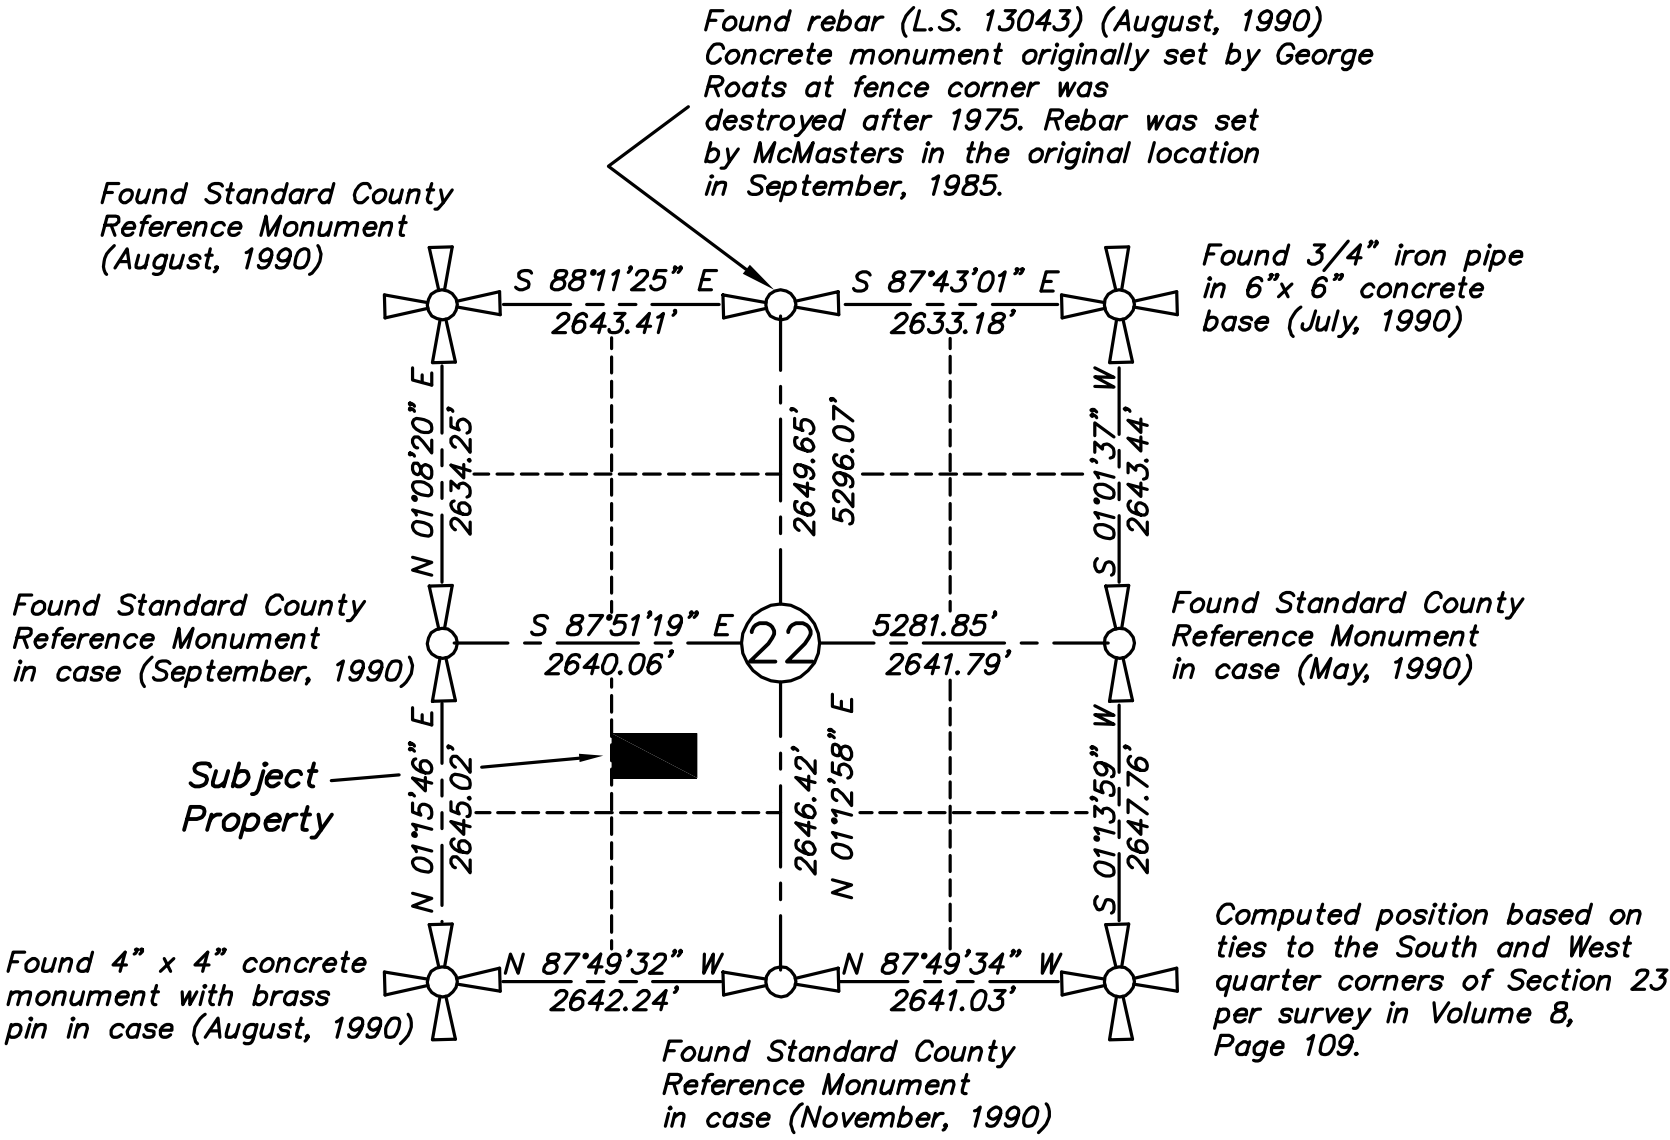 Found rebar (L.S. 13043) (August, 1990)
Concrete monument originally set by George
Roats at fence corner was
destroyed after 1975. Rebar was set
by McMasters in the original location
in September, 1985.
Found Standard County
Reference Monument
(August, 1990)
Found 3/4" iron pipe
in 6"x 6" concrete
base (July, 1990)
S 88°11'25" E
2643.41'
S 87°43'01" E
2633.18'
N 01°08'20" E
2634.25'
2649.65'
5296.07'
S 01°01'37" W
2643.44'
Found Standard County
Reference Monument
in case (September, 1990)
S 87°51'19" E
2640.06'
22
5281.85'
2641.79'
Found Standard County
Reference Monument
in case (May, 1990)
Subject
Property
N 01°15'46" E
2645.02'
2646.42'
N 01°12'58" E
S 01°13'59" W
2647.76'
Found 4" x 4" concrete
monument with brass
pin in case (August, 1990)
N 87°49'32" W
2642.24'
N 87°49'34" W
2641.03'
Computed position based on
ties to the South and West
quarter corners of Section 23
per survey in Volume 8,
Page 109.
Found Standard County
Reference Monument
in case (November, 1990)